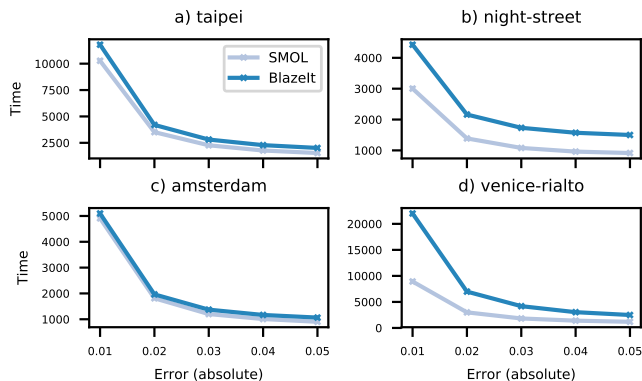 a) taipei
b) night-street
Time
10000
7500
5000
2500
SMOL
BlazeIt
4000
3000
2000
1000
c) amsterdam
d) venice-rialto
Time
5000
4000
3000
2000
1000
20000
15000
10000
5000
0
0.01 0.02 0.03 0.04 0.05
0.01 0.02 0.03 0.04 0.05
Error (absolute)
Error (absolute)